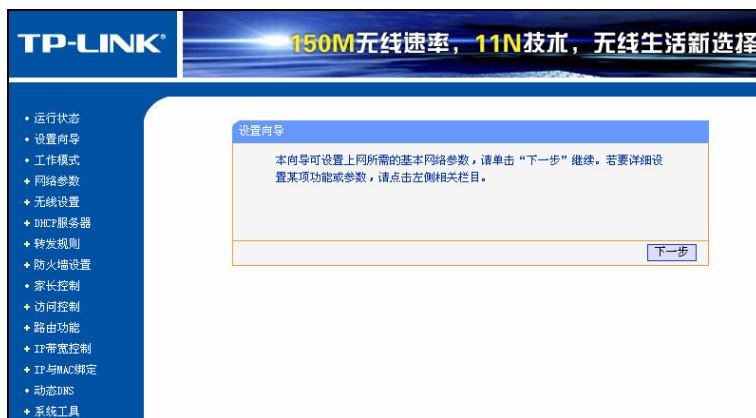 TP-LINK®
150M无线速率，11N技术，无线生活新选择
运行状态
设置向导
工作模式
网络参数
无线设置
DHCP服务器
转发规则
防火墙设置
家长控制
访问控制
路由功能
IP带宽控制
IP与MAC绑定
动态DNS
系统工具
设置向导
本向导可设置上网所需的基本网络参数，请单击“下一步”继续。若要详细设
置某项功能或参数，请点击左侧相关栏目。
下一步